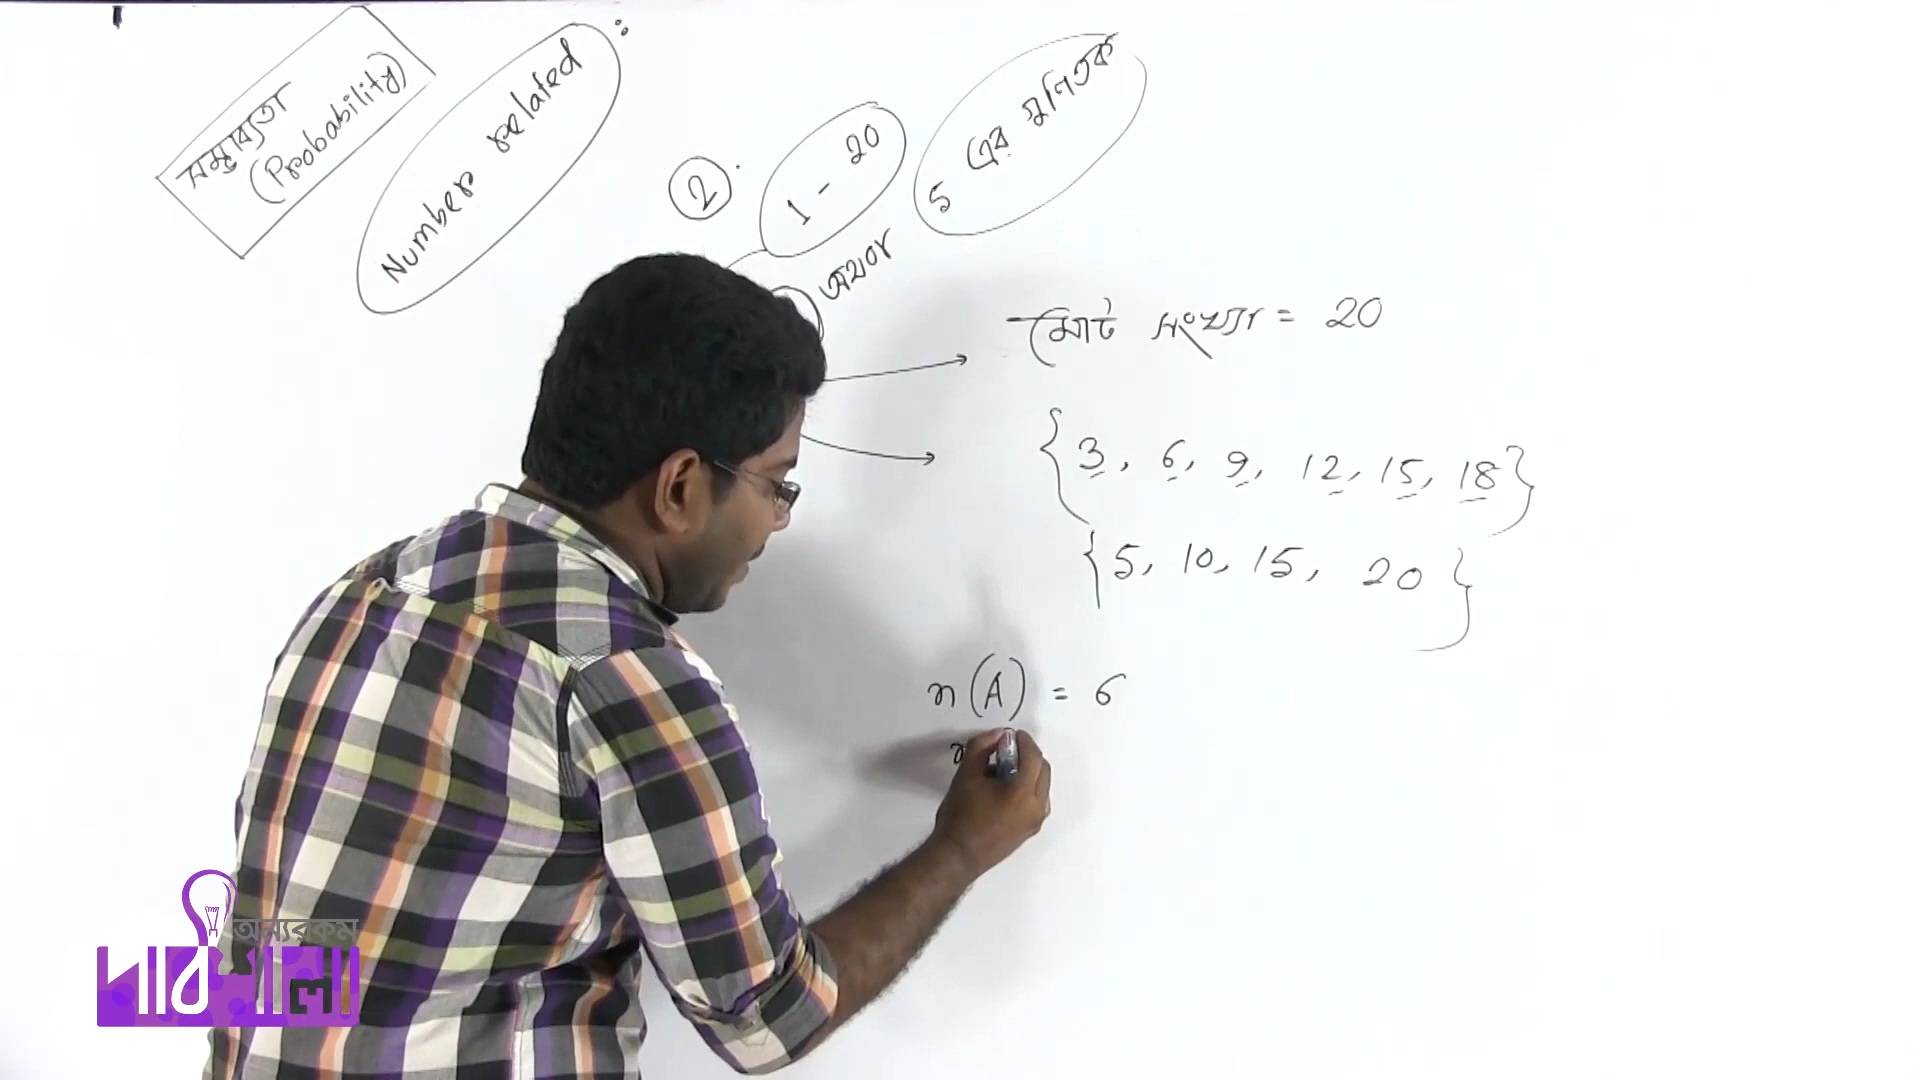 সম্ভাব্যতা
(Probability)
Number related :
2.
1 - 20
5 এর গুণিতক
অথবা
মোট সংখ্যা = 20
{3, 6, 9, 12, 15, 18}
{5, 10, 15, 20}
n(A) = 6
n
অন্যরকম
পাঠশালা